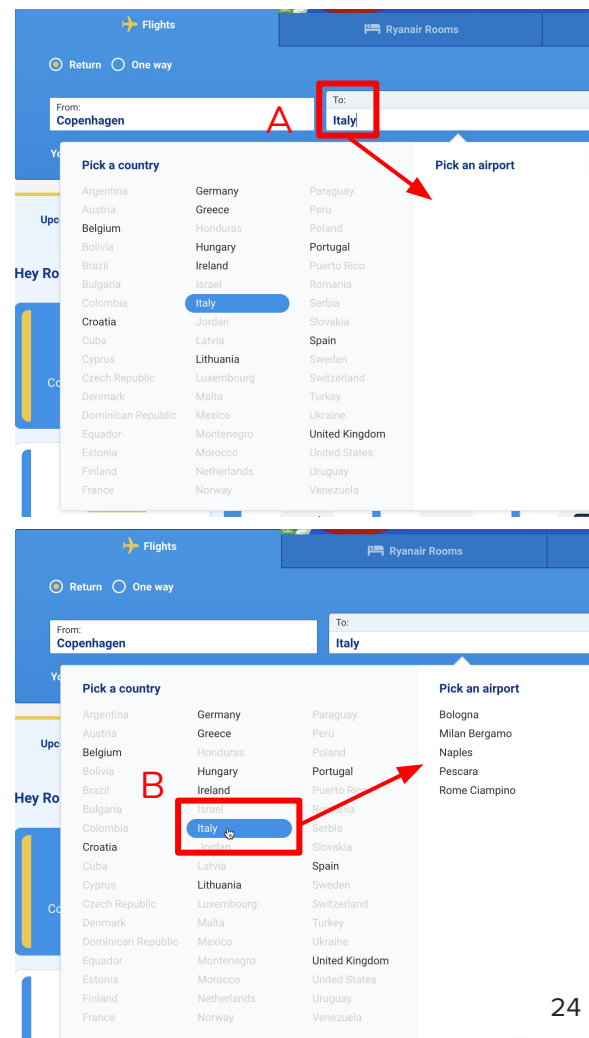 Flights
Ryanair Rooms
Return One way
From:
To:
Copenhagen
A
Italy
Yo
Pick a country
Pick an airport
Argentina Germany Paraguay
Austria Greece Peru
Upc
Belgium Honduras Poland
Bolivia Hungary Portugal
Brazil Ireland Puerto Rico
Hey Ro
Bulgaria Israel Romania
Colombia Italy Serbia
Croatia Jordan Slovakia
Cuba Latvia Spain
Cyprus Lithuania Sweden
Czech Republic Luxembourg Switzerland
Co
Denmark Malta Turkey
Dominican Republic Mexico Ukraine
Equador Montenegro United Kingdom
Estonia Morocco United States
Finland Netherlands Uruguay
France Norway Venezuela
Flights
Ryanair Rooms
Return One way
From:
To:
Copenhagen
Italy
Yo
Pick a country
Pick an airport
Argentina Germany Paraguay Bologna
Austria Greece Peru Milan Bergamo
Upc
Belgium Honduras Poland Naples
Bolivia Hungary Portugal Pescara
B
Brazil Ireland Puerto Rico Rome Ciampino
Hey Ro
Bulgaria Israel Romania
Colombia Italy Serbia
Croatia Jordan Slovakia
Cuba Latvia Spain
Cyprus Lithuania Sweden
Czech Republic Luxembourg Switzerland
Co
Denmark Malta Turkey
Dominican Republic Mexico Ukraine
Equador Montenegro United Kingdom
Estonia Morocco United States
Finland Netherlands Uruguay
France Norway Venezuela
24